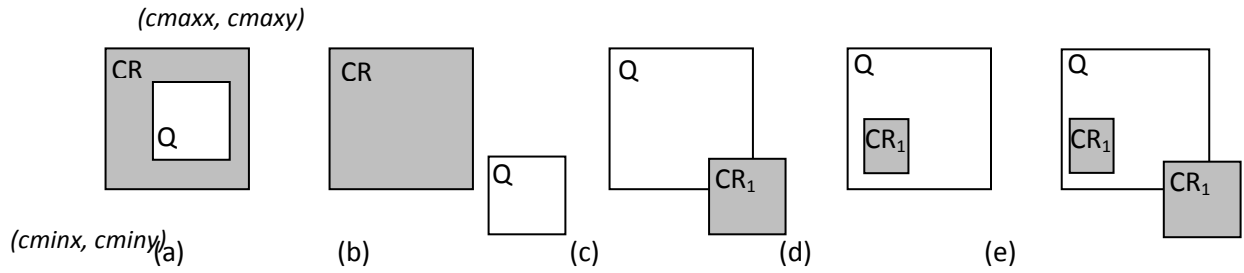 (cmaxx, cmaxy)
CR
Q
CR
Q
Q
CR1
Q
CR1
Q
CR1
CR1
(cminx, cminy)
(a)
(b)
(c)
(d)
(e)